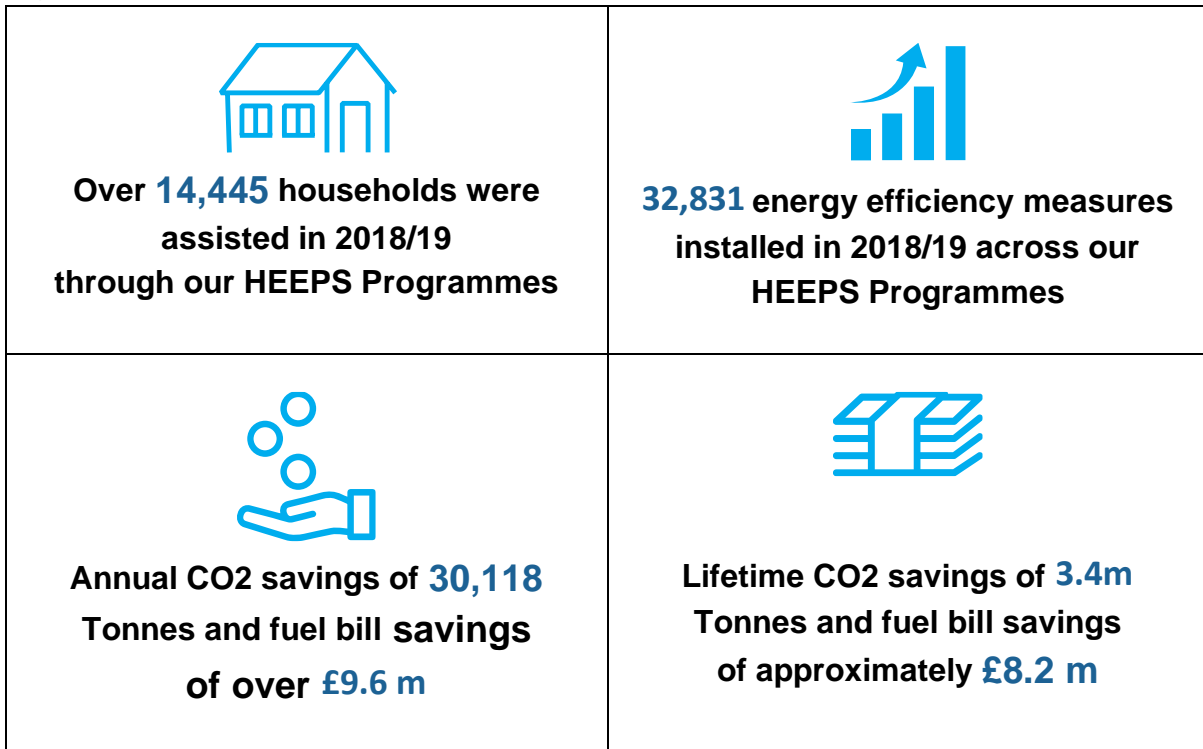 Over 14,445 households were
assisted in 2018/19
through our HEEPS Programmes
32,831 energy efficiency measures
installed in 2018/19 across our
HEEPS Programmes
Annual CO2 savings of 30,118
Tonnes and fuel bill savings
of over £9.6 m
Lifetime CO2 savings of 3.4m
Tonnes and fuel bill savings
of approximately £8.2 m